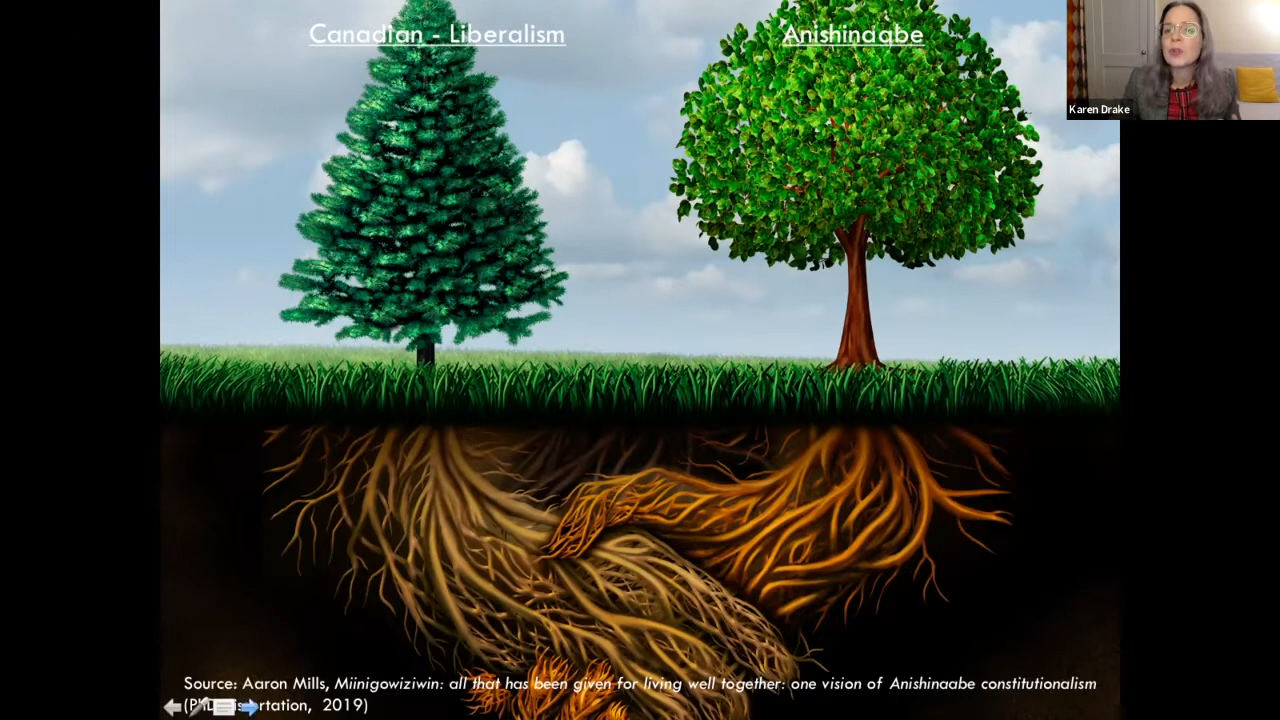 Canadian - Liberalism
Anishinaabe
Karen Drake
Source: Aaron Mills, Miinigowiziwin: all that has been given for living well together: one vision of Anishinaabe constitutionalism
2019)